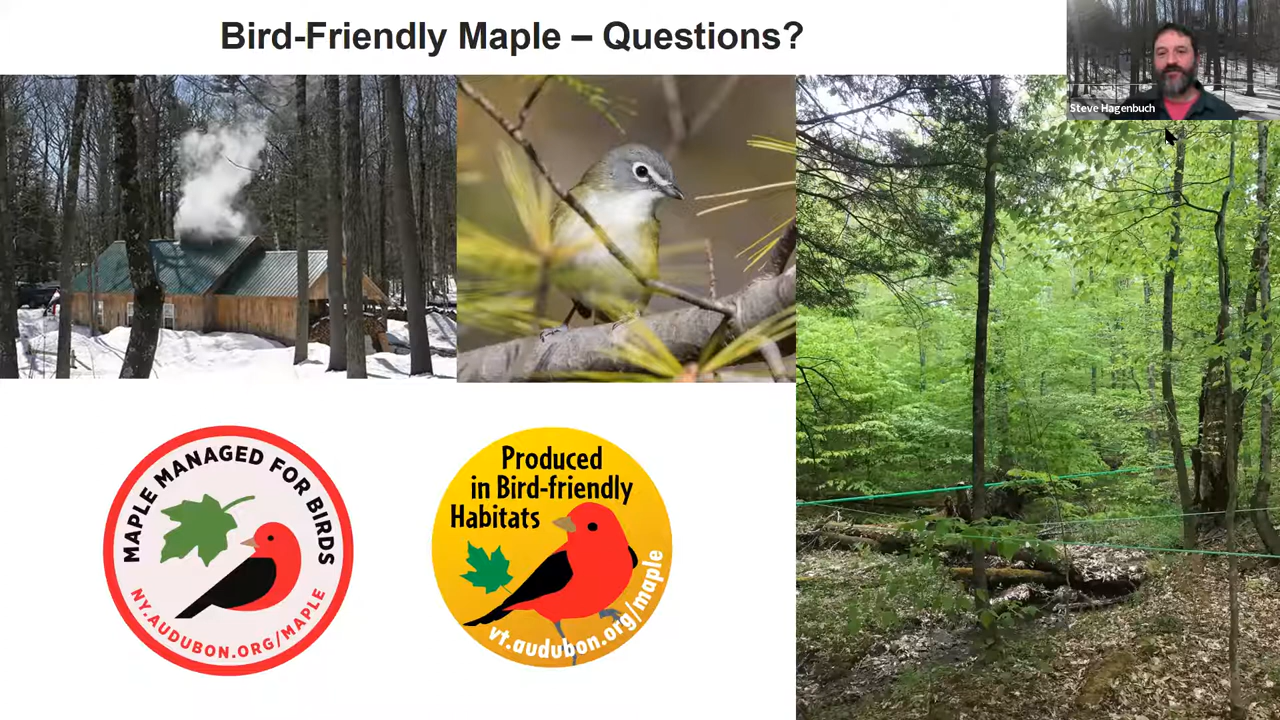 Bird-Friendly Maple – Questions?
Steve Hagenbuch
MAPLE MANAGED FOR BIRDS
NY.AUDUBON.ORG/MAPLE
Produced
in Bird-friendly
Habitats
vt.audubon.org/maple